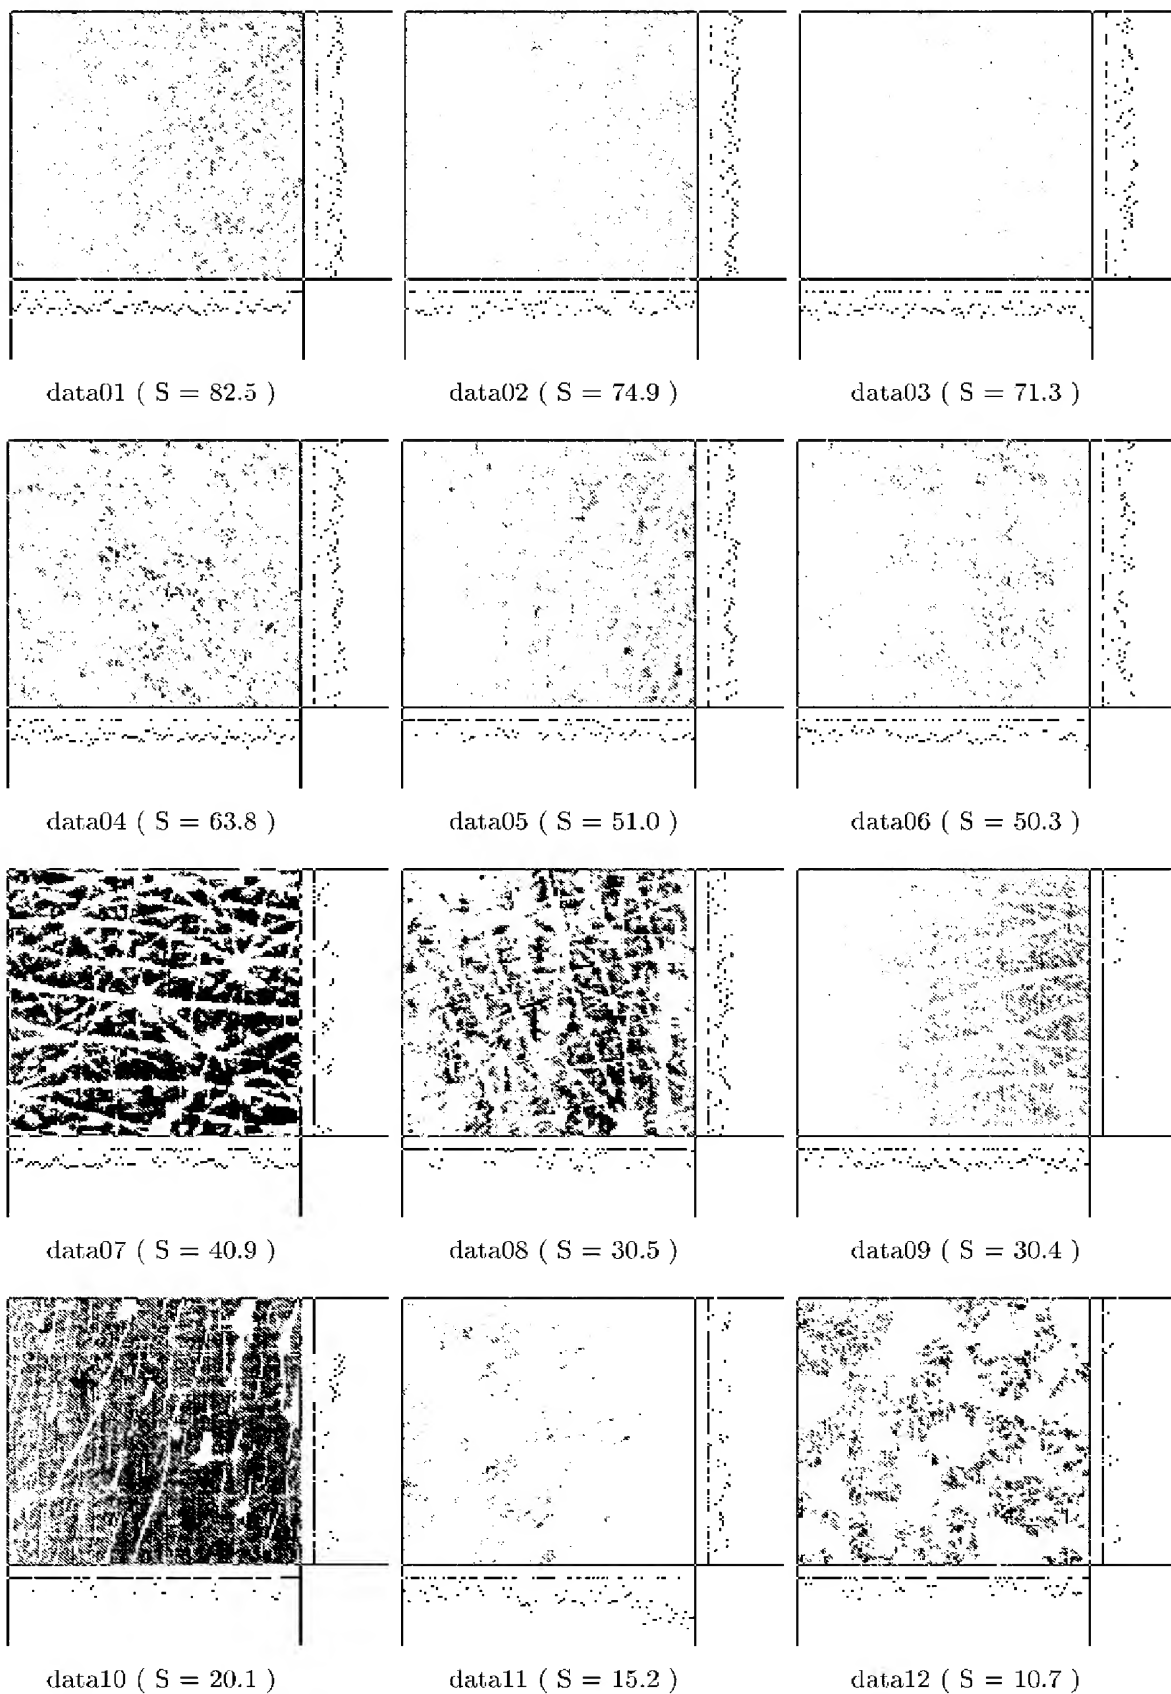 data01 ( S = 82.5 )
data02 ( S = 74.9 )
data03 ( S = 71.3 )
data04 ( S = 63.8 )
data05 ( S = 51.0 )
data06 ( S = 50.3 )
data07 ( S = 40.9 )
data08 ( S = 30.5 )
data09 ( S = 30.4 )
data10 ( S = 20.1 )
data11 ( S = 15.2 )
data12 ( S = 10.7 )